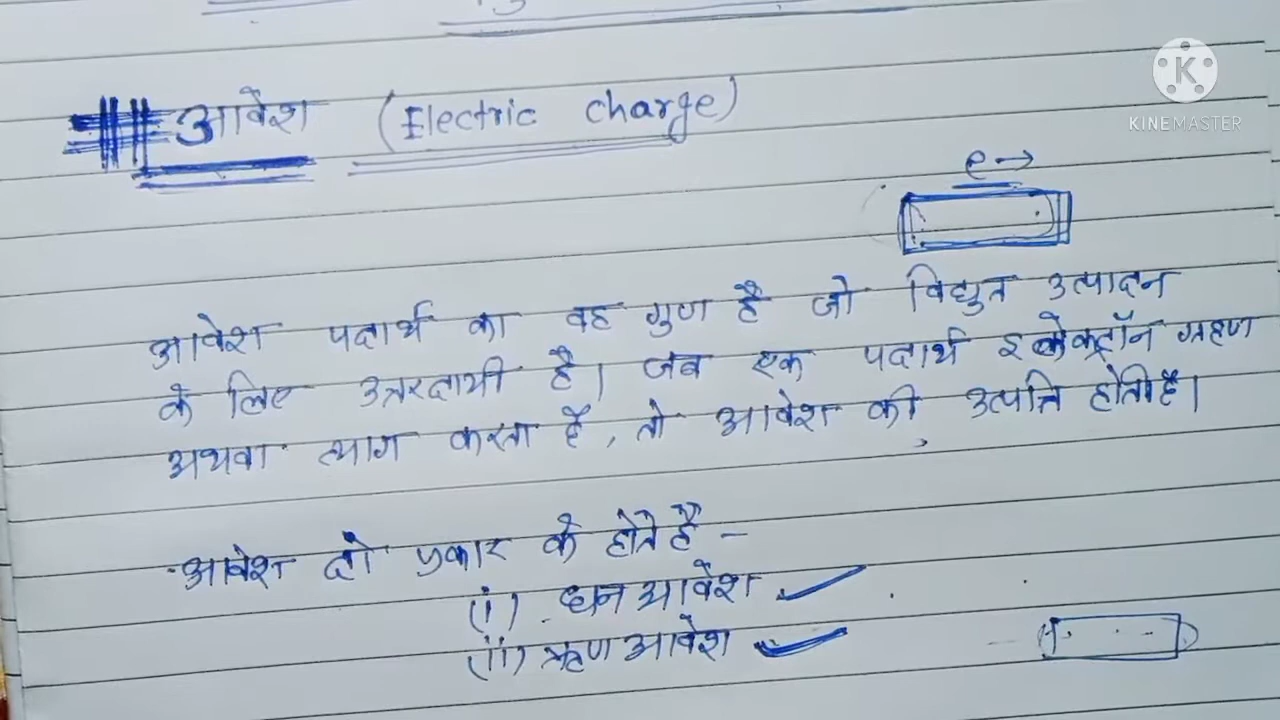 आवेश (Electric charge)
e→
आवेश पदार्थ का वह गुण है जो विद्युत उत्पादन
के लिए उत्तरदायी है। जब एक पदार्थ इलेक्ट्रॉन ग्रहण
अथवा त्याग करता है, तो आवेश की उत्पत्ति होती है।
आवेश दो प्रकार के होते है –
(i) धन आवेश
(ii) ऋण आवेश
K
KINEMASTER